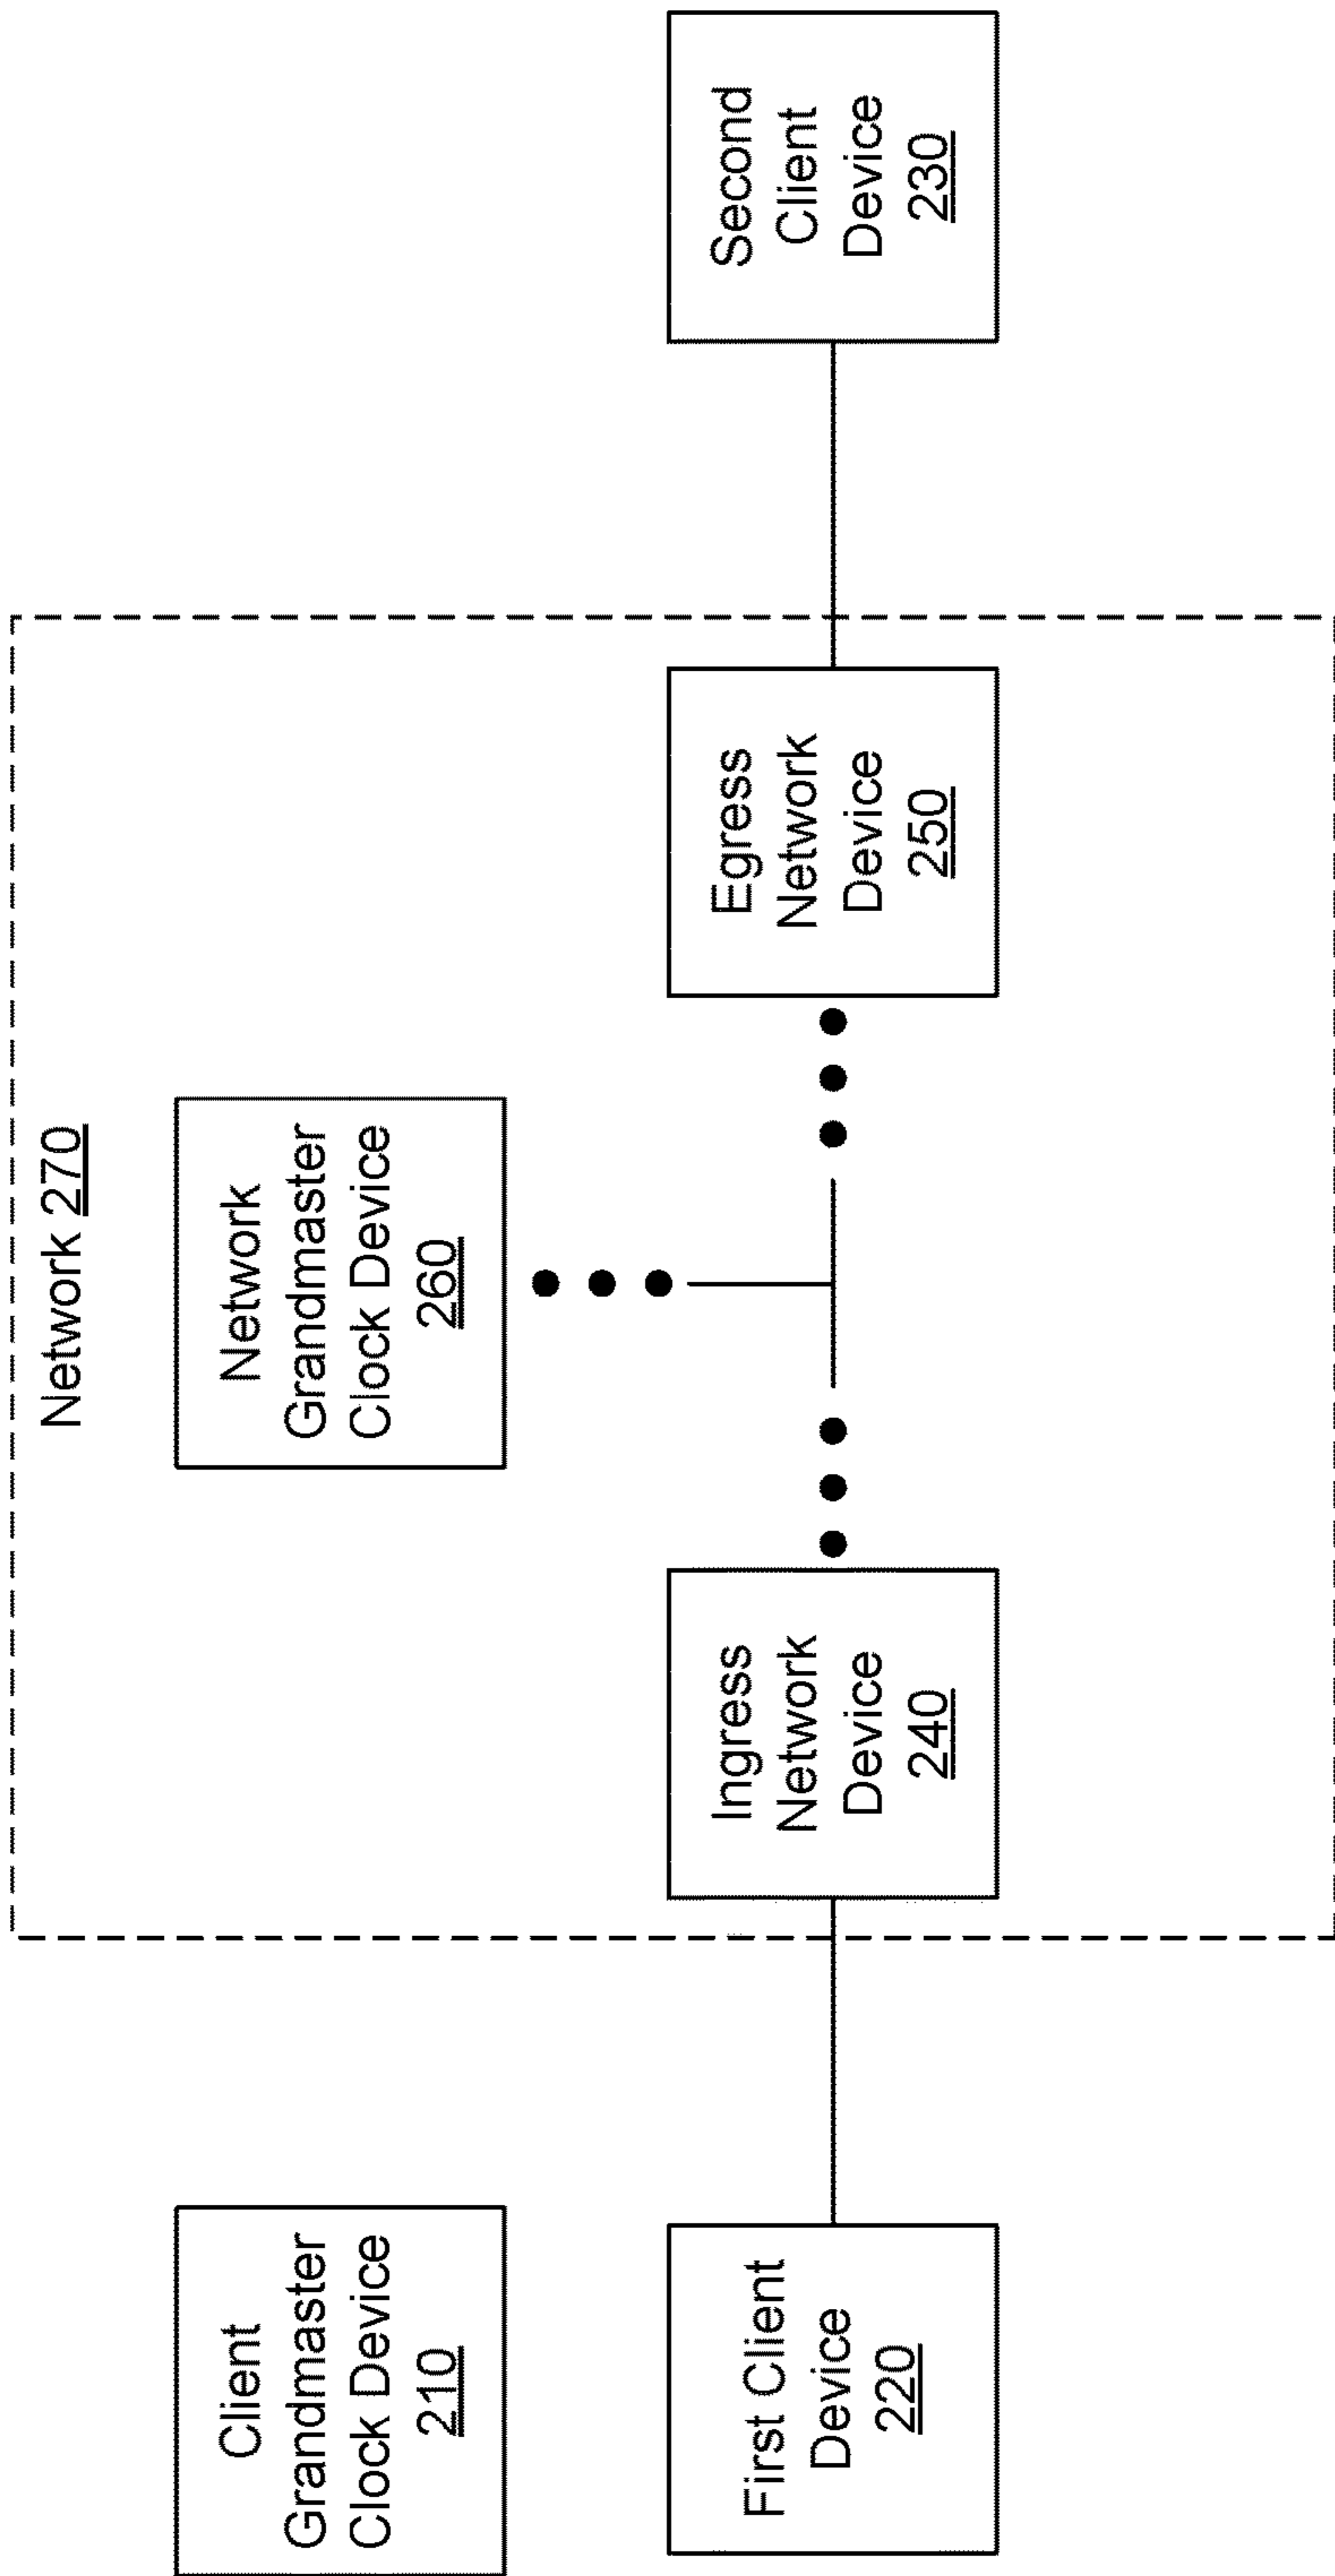 Network 270
Client
Grandmaster
Clock Device
210
Network
Grandmaster
Clock Device
260
First Client
Device
220
Ingress
Network
Device
240
Egress
Network
Device
250
Second
Client
Device
230